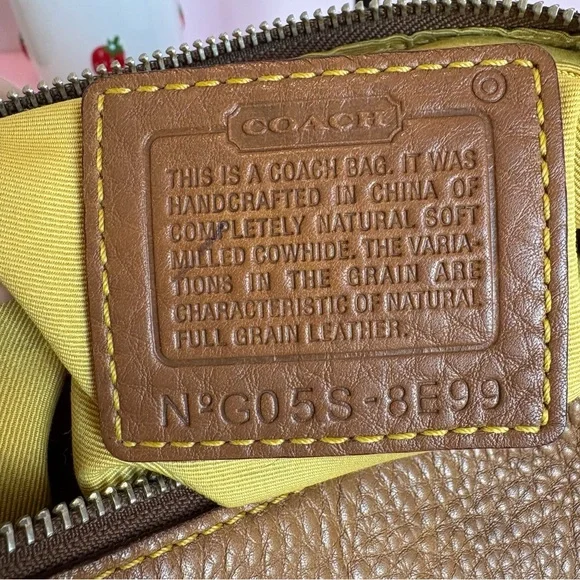 COACH
THIS IS A COACH BAG. IT WAS
HANDCRAFTED IN CHINA OF
COMPLETELY NATURAL SOFT
MILLED COWHIDE. THE VARIA-
TIONS IN THE GRAIN ARE
CHARACTERISTIC OF NATURAL
FULL GRAIN LEATHER.
NºG05S-8E99